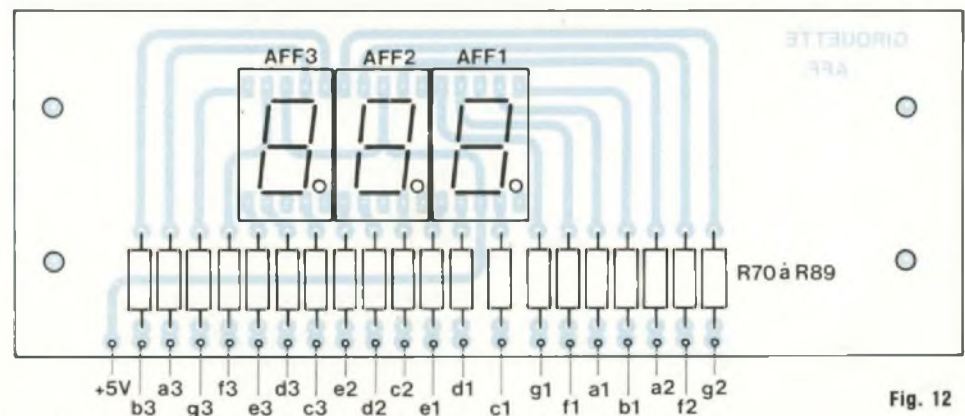 GIROUETTE
AFF.
AFF3 AFF2 AFF1
R70 à R89
+5V a3 f3 d3 e2 c2 d1 g1 a1 a2 g2
b3 g3 e3 c3 d2 e1 c1 f1 b1 f2
Fig. 12